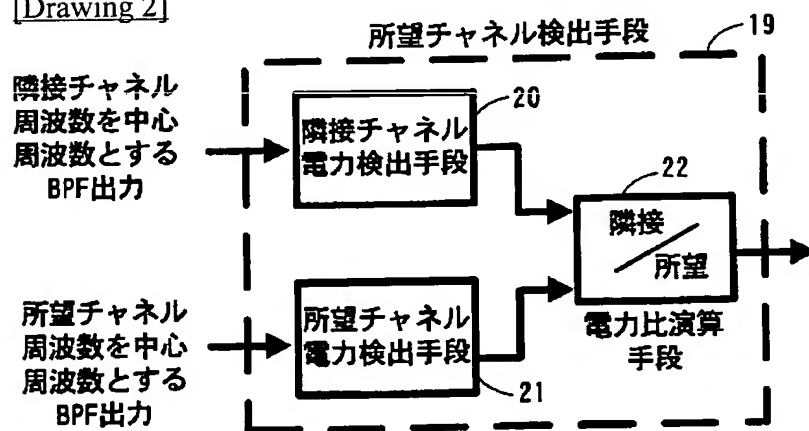 [Drawing 2]
所望チャネル検出手段
19
隣接チャネル
周波数を中心
周波数とする
BPF出力
20
隣接チャネル
電力検出手段
22
隣接
／
所望
電力比演算
手段
所望チャネル
周波数を中心
周波数とする
BPF出力
所望チャネル
電力検出手段
21